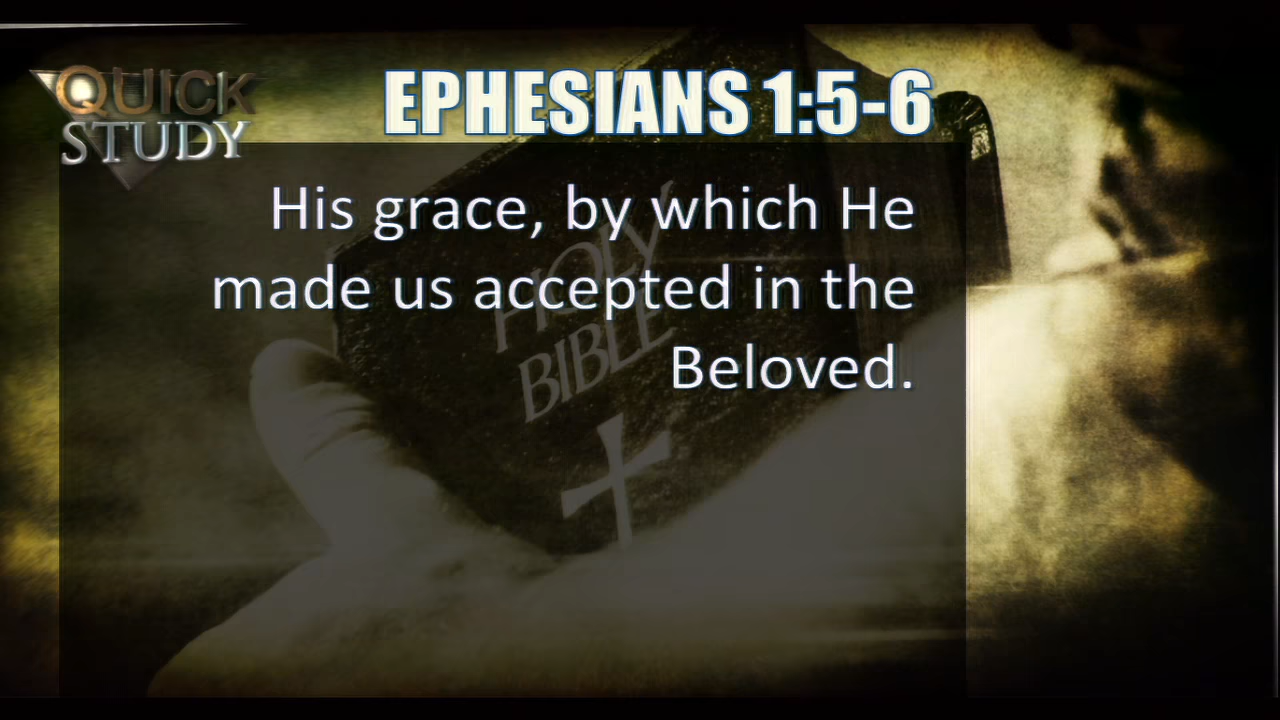 QUICK
STUDY
EPHESIANS 1:5-6
His grace, by which He
made us accepted in the
Beloved.
HOLY
BIBLE